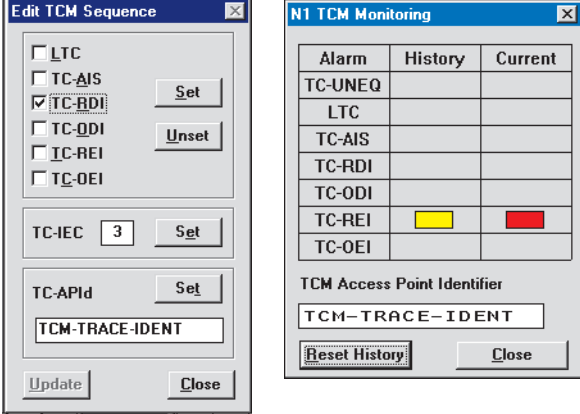 Edit TCM Sequence
LTC
TC-AIS
TC-RDI
TC-ODI
TC-REI
TC-OEI
Set
Unset
TC-IEC 3 Set
TC-APId Set
TCM-TRACE-IDENT
Update Close
N1 TCM Monitoring
Alarm History Current
TC-UNEQ
LTC
TC-AIS
TC-RDI
TC-ODI
TC-REI
TC-OEI
TCM Access Point Identifier
TCM-TRACE-IDENT
Reset History Close